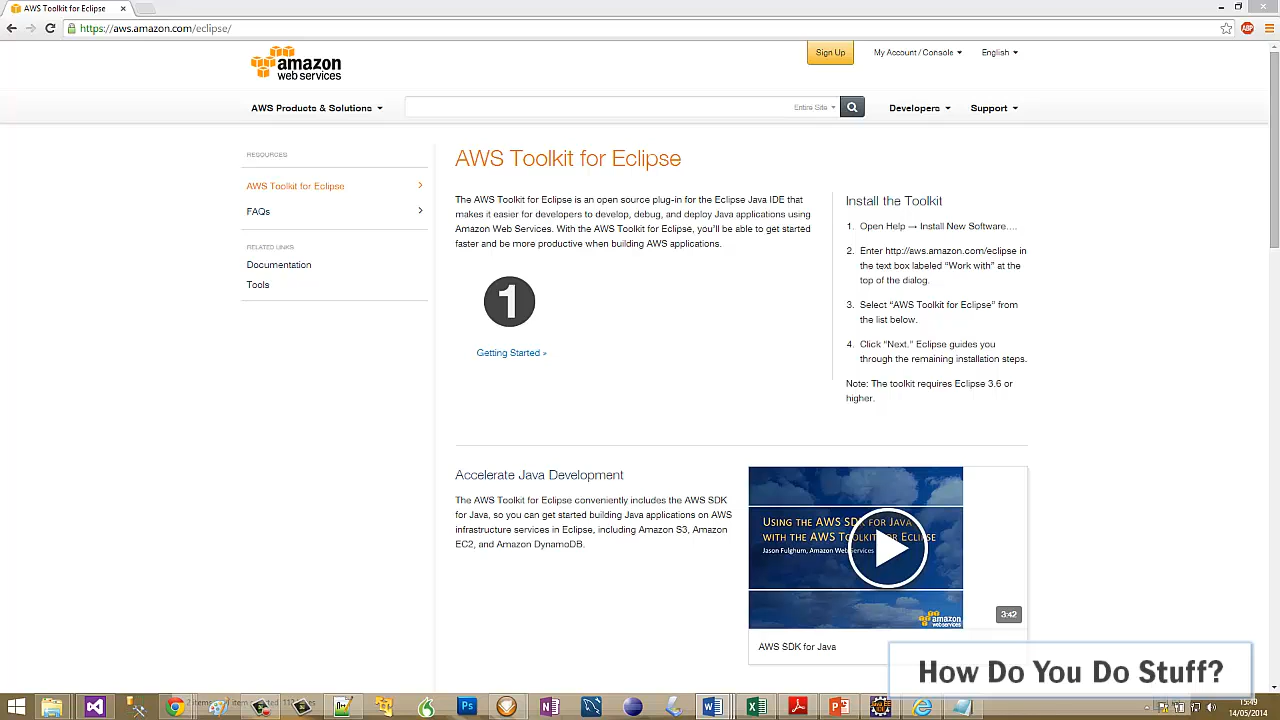 AWS Toolkit for Eclipse
https://aws.amazon.com/eclipse/
ABP
amazon
web services
Sign Up
My Account / Console
English
AWS Products & Solutions
Entire Site
Developers
Support
RESOURCES
AWS Toolkit for Eclipse
FAQs
RELATED LINKS
Documentation
Tools
AWS Toolkit for Eclipse
The AWS Toolkit for Eclipse is an open source plug-in for the Eclipse Java IDE that
makes it easier for developers to develop, debug, and deploy Java applications using
Amazon Web Services. With the AWS Toolkit for Eclipse, you'll be able to get started
faster and be more productive when building AWS applications.
1
Getting Started »
Install the Toolkit
1. Open Help → Install New Software....
2. Enter http://aws.amazon.com/eclipse in
the text box labeled “Work with” at the
top of the dialog.
3. Select “AWS Toolkit for Eclipse” from
the list below.
4. Click “Next.” Eclipse guides you
through the remaining installation steps.
Note: The toolkit requires Eclipse 3.6 or
higher.
Accelerate Java Development
The AWS Toolkit for Eclipse conveniently includes the AWS SDK
for Java, so you can get started building Java applications on AWS
infrastructure services in Eclipse, including Amazon S3, Amazon
EC2, and Amazon DynamoDB.
USING THE AWS SDK FOR JAVA
WITH THE AWS TOOLKIT FOR ECLIPSE
Jason Fulghum, Amazon Web Services
amazon
web services
3:42
AWS SDK for Java
How Do You Do Stuff?
15:49
14/05/2014